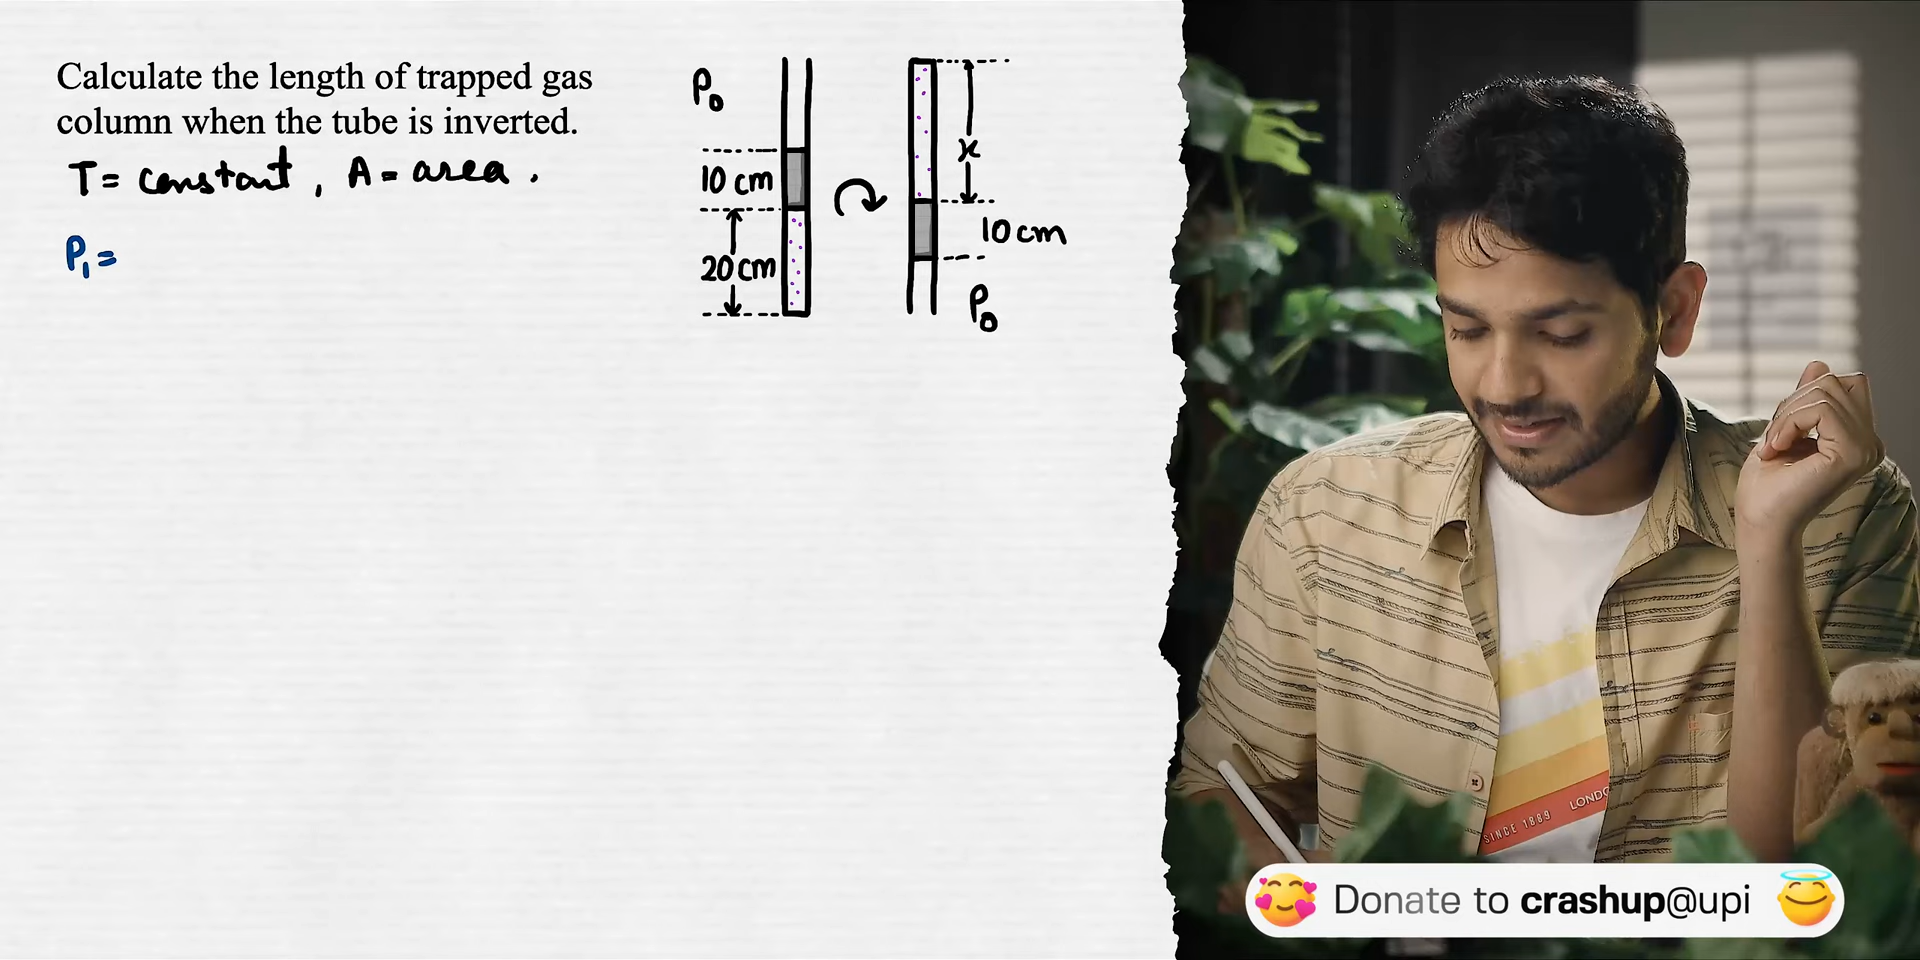 Calculate the length of trapped gas
column when the tube is inverted.
T = constant , A = area .
P₁ =
P₀
10 cm
20 cm
x
10 cm
P₀
SINCE 1889 LONDO
Donate to crashup@upi